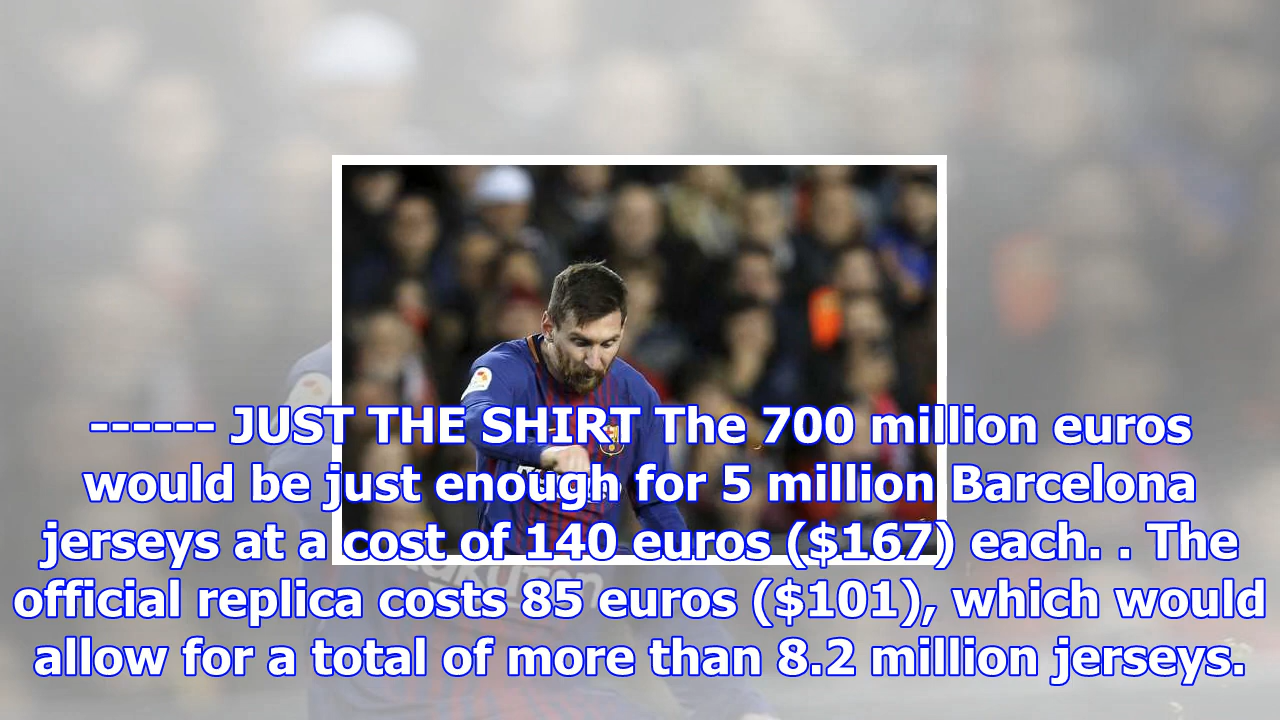 ------ JUST THE SHIRT The 700 million euros
would be just enough for 5 million Barcelona
jerseys at a cost of 140 euros ($167) each. . The
official replica costs 85 euros ($101), which would
allow for a total of more than 8.2 million jerseys.